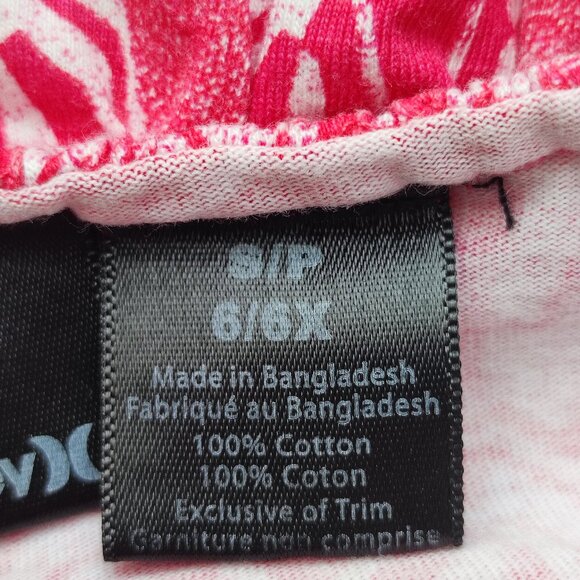 S/P
6/6X
Made in Bangladesh
Fabriqué au Bangladesh
100% Cotton
100% Coton
Exclusive of Trim
Garniture non comprise